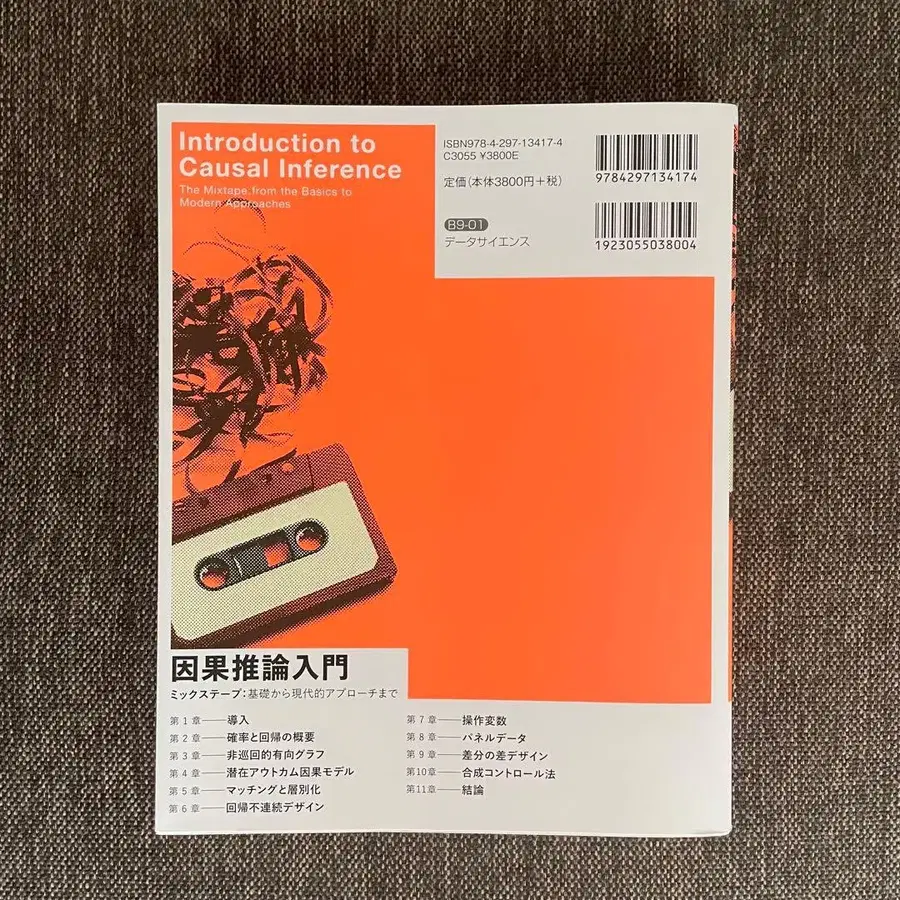 Introduction to
Causal Inference
The Mixtape,from the Basics to
Modern Approaches
ISBN978-4-297-13417-4
C3055 ¥3800E
定価(本体3800円+税)
B9-01
データサイエンス
9784297134174
1923055038004
因果推論入門
ミックステープ:基礎から現代的アプローチまで
第1章──導入
第2章──確率と回帰の概要
第3章──非巡回的有向グラフ
第4章──潜在アウトカム因果モデル
第5章──マッチングと層別化
第6章──回帰不連続デザイン
第7章──操作変数
第8章──パネルデータ
第9章──差分の差デザイン
第10章──合成コントロール法
第11章──結論